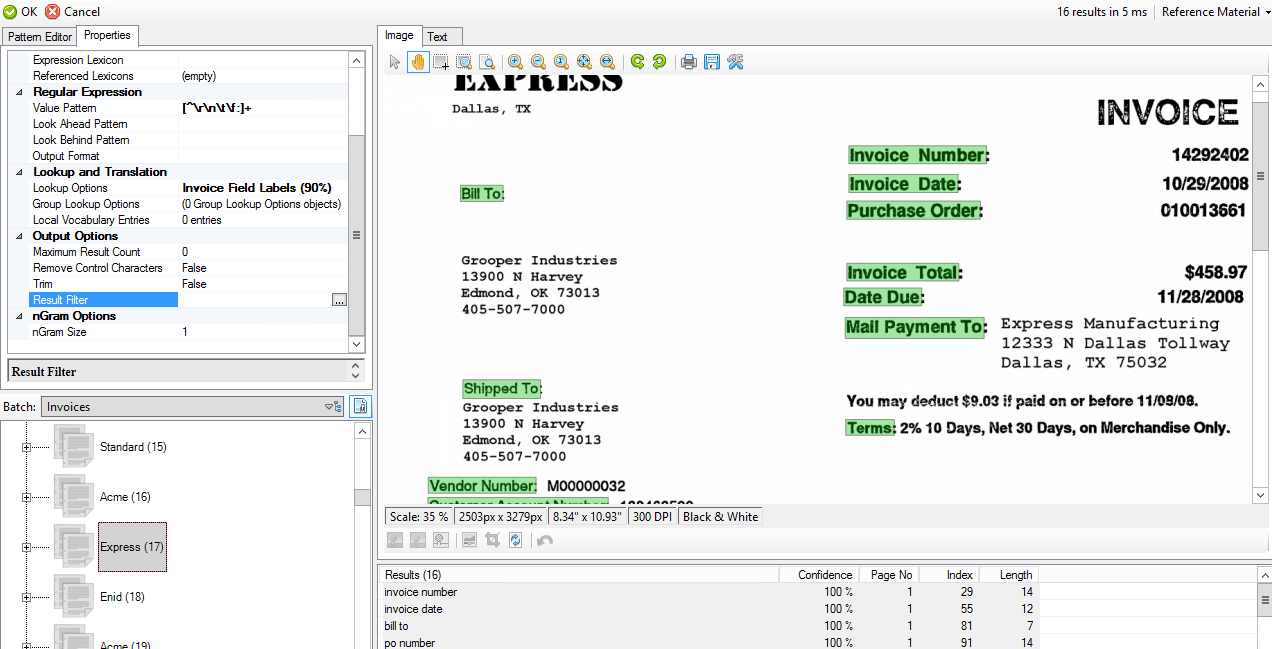 OK Cancel 16 results in 5 ms Reference Material
Pattern Editor Properties
Expression Lexicon
Referenced Lexicons (empty)
Regular Expression
Value Pattern [^\r\n\t\f:]+
Look Ahead Pattern
Look Behind Pattern
Output Format
Lookup and Translation
Lookup Options Invoice Field Labels (90%)
Group Lookup Options (0 Group Lookup Options objects)
Local Vocabulary Entries 0 entries
Output Options
Maximum Result Count 0
Remove Control Characters False
Trim False
Result Filter ...
nGram Options
nGram Size 1
Result Filter
Batch: Invoices
Standard (15)
Acme (16)
Express (17)
Enid (18)
Acme (19)
Image Text
EXPRESS
Dallas, TX
INVOICE
Invoice Number: 14292402
Invoice Date: 10/29/2008
Purchase Order: 010013661
Bill To:
Grooper Industries
13900 N Harvey
Edmond, OK 73013
405-507-7000
Invoice Total: $458.97
Date Due: 11/28/2008
Mail Payment To: Express Manufacturing
12333 N Dallas Tollway
Dallas, TX 75032
Shipped To:
Grooper Industries
13900 N Harvey
Edmond, OK 73013
405-507-7000
You may deduct $9.03 if paid on or before 11/08/08.
Terms: 2% 10 Days, Net 30 Days, on Merchandise Only.
Vendor Number: M00000032
Customer Account Number:
Scale: 35 % 2503px x 3279px 8.34" x 10.93" 300 DPI Black & White
Results (16) Confidence Page No Index Length
invoice number 100 % 1 29 14
invoice date 100 % 1 55 12
bill to 100 % 1 81 7
po number 100 % 1 91 14